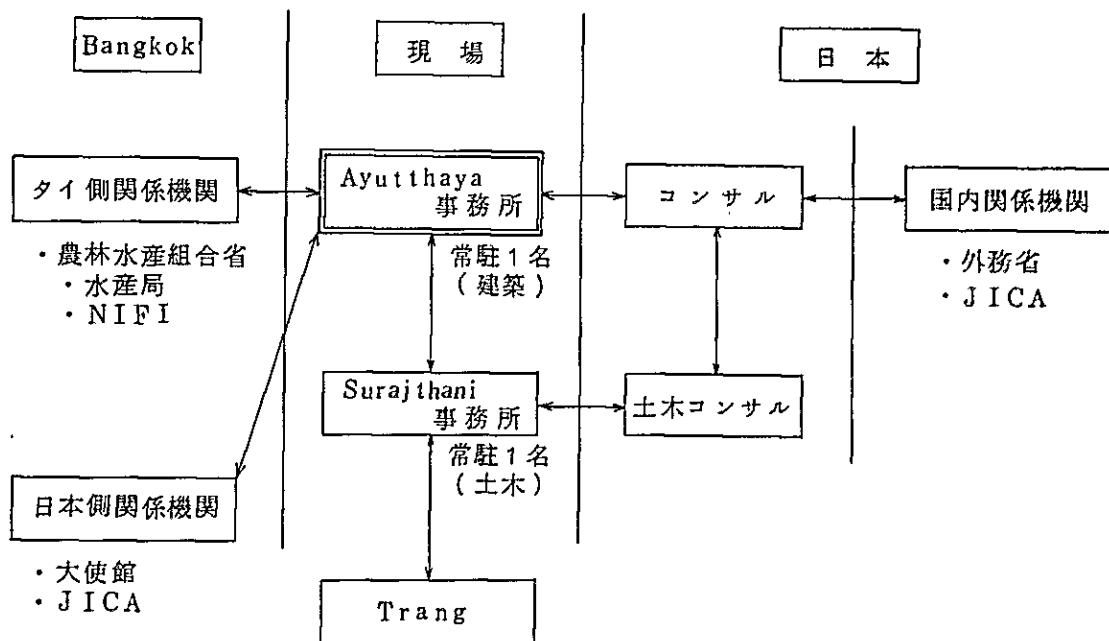 Bangkok
現場
日本
タイ側関係機関
・農林水産組合省
・水産局
・NIFI
Ayutthaya
事務所
常駐1名
(建築)
コンサル
国内関係機関
・外務省
・JICA
Surajthani
事務所
常駐1名
(土木)
土木コンサル
日本側関係機関
・大使館
・JICA
Trang